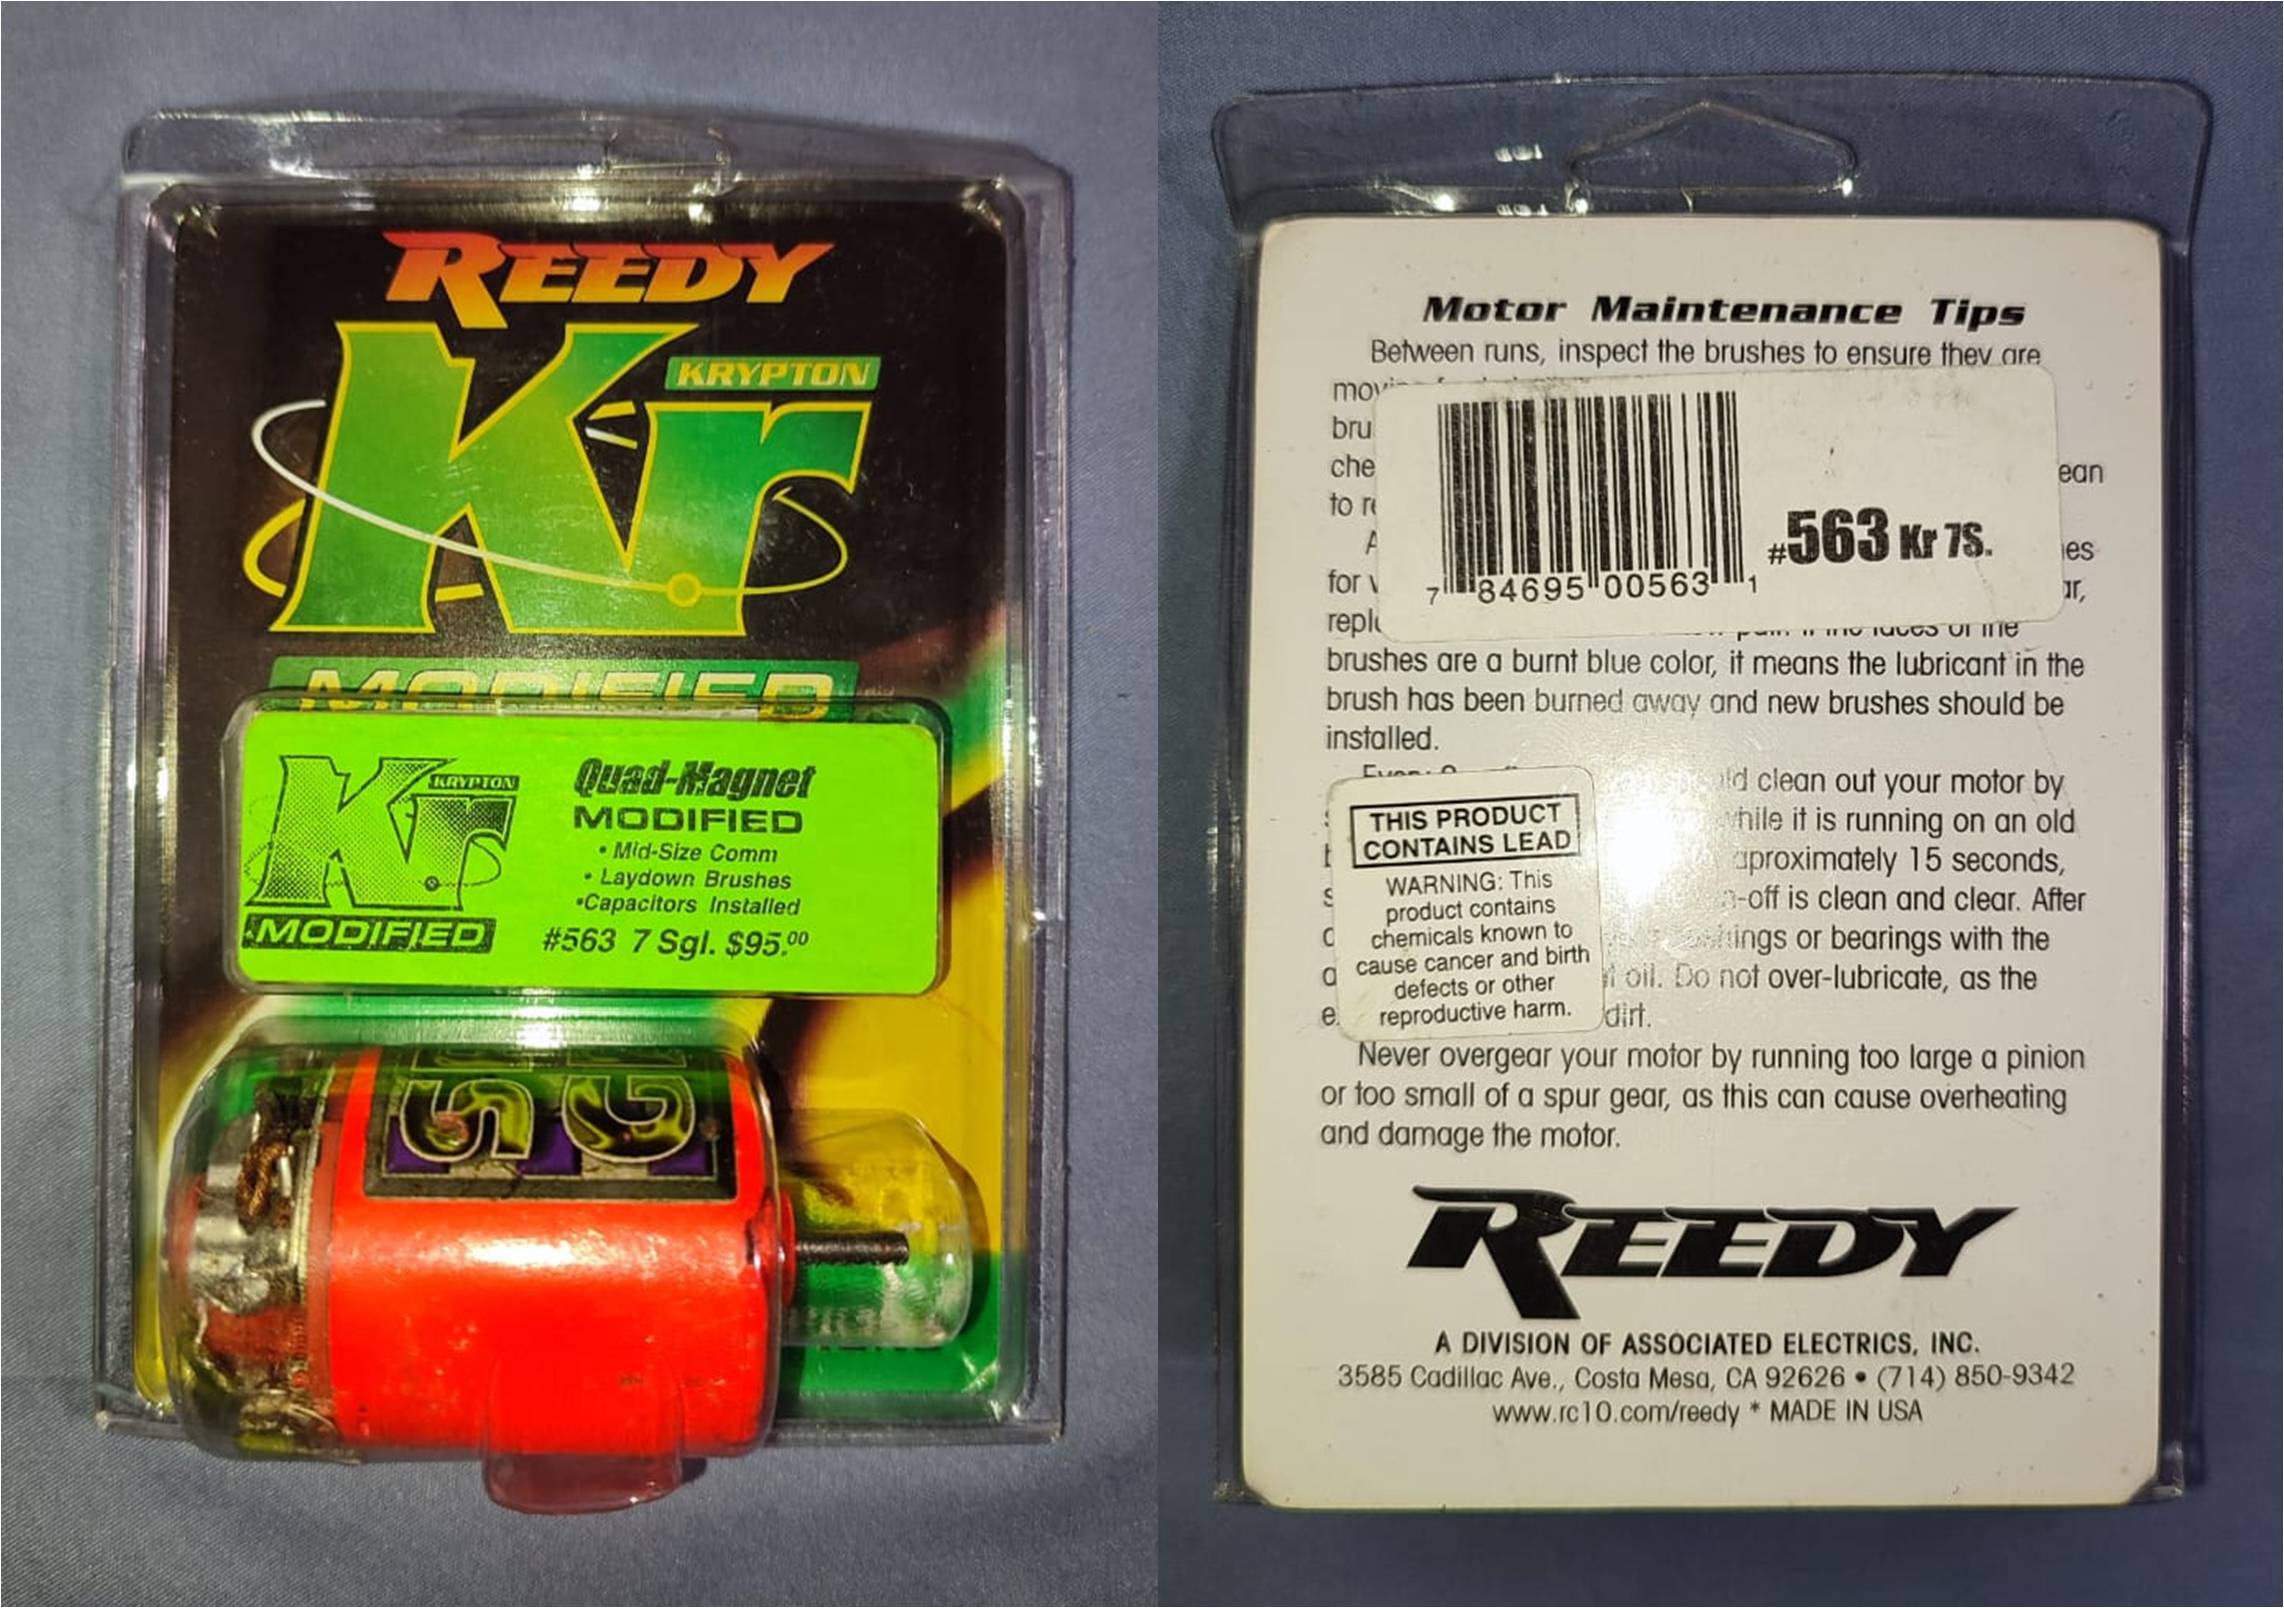 REEDY
KRYPTON
Kr
MODIFIED
KRYPTON
Kr
MODIFIED
Quad-Magnet
MODIFIED
• Mid-Size Comm
• Laydown Brushes
•Capacitors Installed
#563 7 Sgl. $95.00
Motor Maintenance Tips
Between runs, inspect the brushes to ensure they are
ean
to
7 84695 00563 1
#563 Kr 7S.
for
the
brushes are a burnt blue color, it means the lubricant in the
brush has been burned away and new brushes should be
installed.
clean out your motor by
while it is running on an old
aproximately 15 seconds,
-off is clean and clear. After
or bearings with the
oil. Do not over-lubricate, as the
dirt.
THIS PRODUCT
CONTAINS LEAD
WARNING: This
product contains
chemicals known to
cause cancer and birth
defects or other
reproductive harm.
Never overgear your motor by running too large a pinion
or too small of a spur gear, as this can cause overheating
and damage the motor.
REEDY
A DIVISION OF ASSOCIATED ELECTRICS, INC.
3585 Cadillac Ave., Costa Mesa, CA 92626 • (714) 850-9342
www.rc10.com/reedy * MADE IN USA